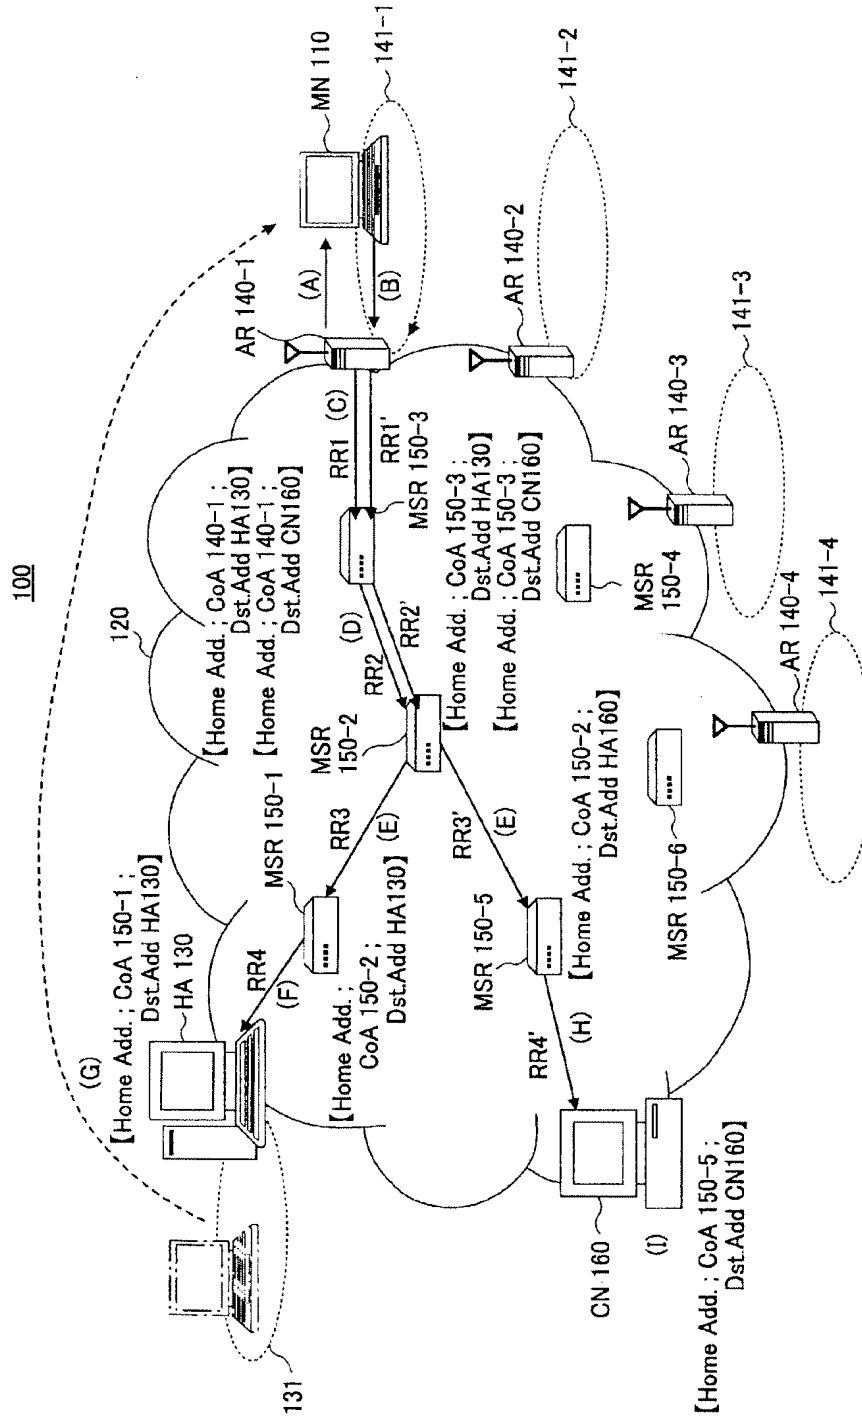 100
120
131
(G)
【Home Add. ; CoA 150-1 ;
Dst.Add HA130】
HA 130
RR4
(F)
MSR 150-1
【Home Add. ;
CoA 150-2 ;
Dst.Add HA130】
RR3
(E)
MSR
150-2
【Home Add. ; CoA 140-1 ;
Dst.Add HA130】
【Home Add. ; CoA 140-1 ;
Dst.Add CN160】
(D)
RR2
RR2'
RR1
(C)
RR1'
MSR 150-3
【Home Add. ; CoA 150-3 ;
Dst.Add HA130】
【Home Add. ; CoA 150-3 ;
Dst.Add CN160】
AR 140-1
(A)
(B)
MN 110
141-1
AR 140-2
141-2
MSR
150-4
AR 140-3
141-3
RR3'
(E)
MSR 150-5
【Home Add. ; CoA 150-2 ;
Dst.Add HA160】
MSR 150-6
AR 140-4
141-4
RR4'
(H)
CN 160
(I)
【Home Add. ; CoA 150-5 ;
Dst.Add CN160】